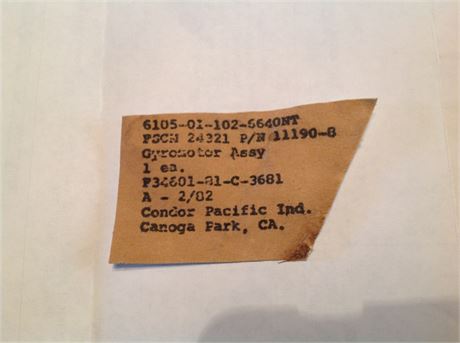 6105-01-102-6640NT
FSCM 24321 P/N 11190-8
Gyromotor Assy
1 ea.
F34601-81-C-3681
A - 2/82
Condor Pacific Ind.
Canoga Park, CA.